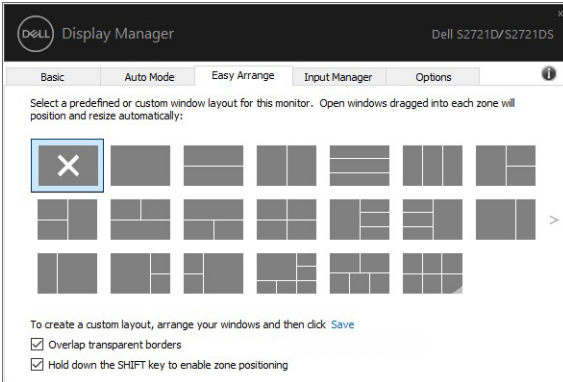 x
DELL Display Manager Dell S2721D/S2721DS
Basic Auto Mode Easy Arrange Input Manager Options i
Select a predefined or custom window layout for this monitor. Open windows dragged into each zone will
position and resize automatically:
>
To create a custom layout, arrange your windows and then click Save
Overlap transparent borders
Hold down the SHIFT key to enable zone positioning